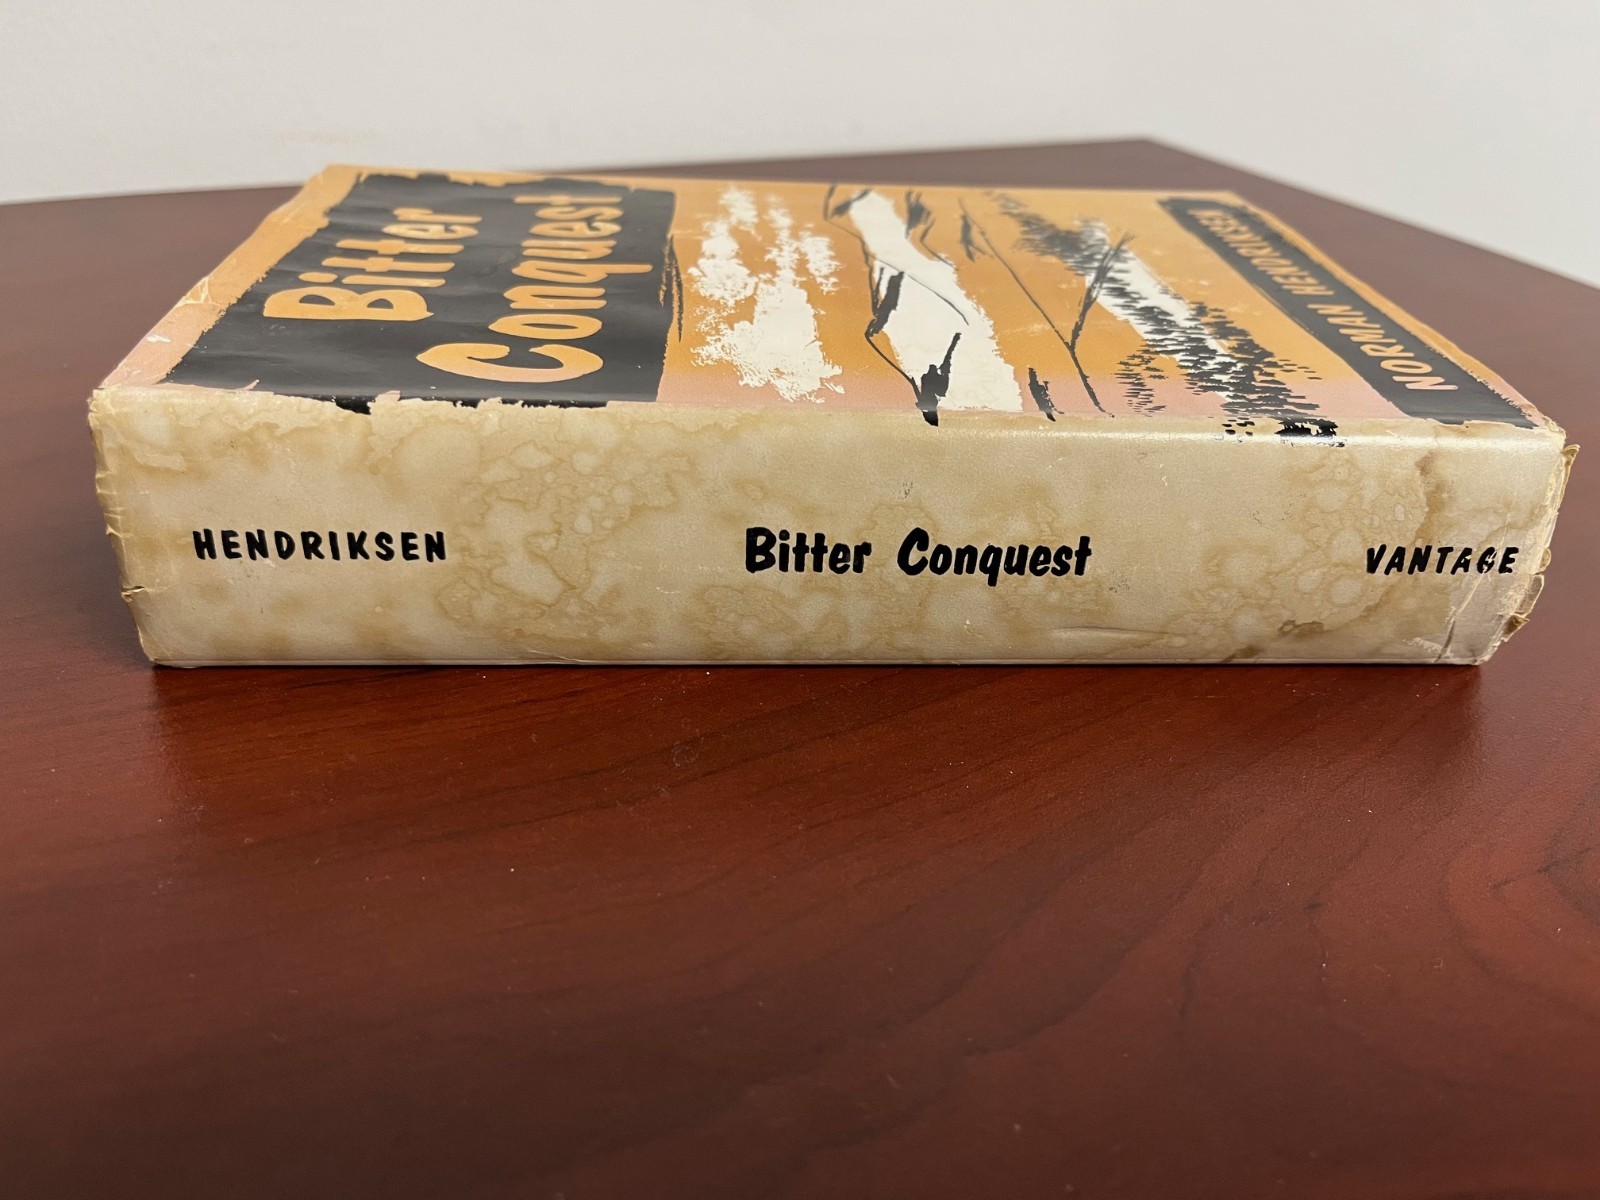 Bitter
Conquest
NORMAN HENDRIKSEN
HENDRIKSEN
Bitter Conquest
VANTAGE